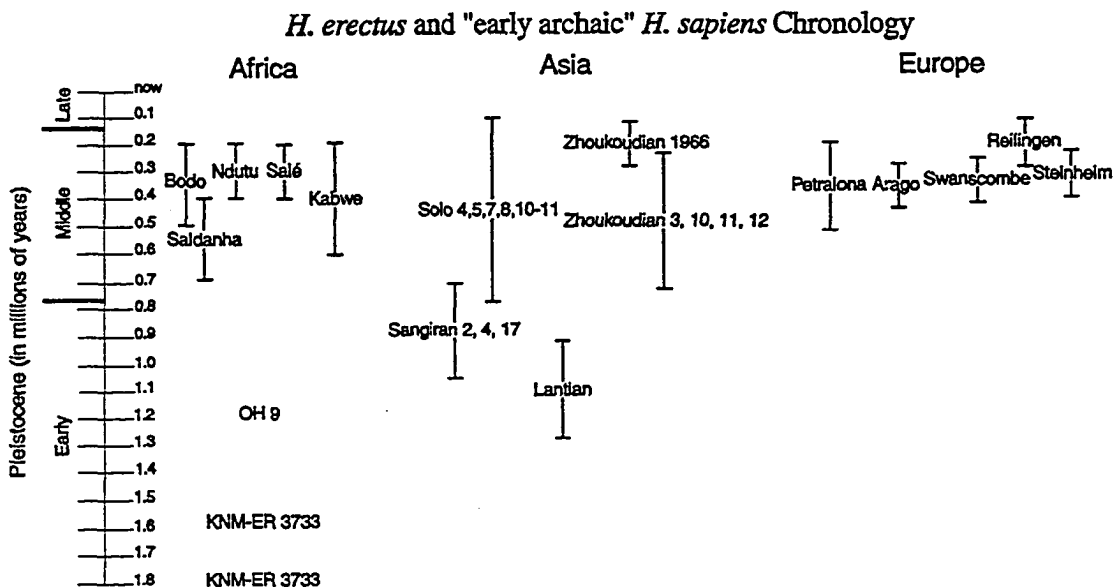 H. erectus and "early archaic" H. sapiens Chronology
Africa
Asia
Europe
Pleistocene (in millions of years)
Late
Middle
Early
now
0.1
0.2
0.3
0.4
0.5
0.6
0.7
0.8
0.9
1.0
1.1
1.2
1.3
1.4
1.5
1.6
1.7
1.8
Bodo
Ndutu
Salé
Kabwe
Saldanha
OH 9
KNM-ER 3733
KNM-ER 3733
Zhoukoudian 1966
Solo 4,5,7,8,10-11
Zhoukoudian 3, 10, 11, 12
Sangiran 2, 4, 17
Lantian
Reilingen
Petralona
Arago
Swanscombe
Steinheim